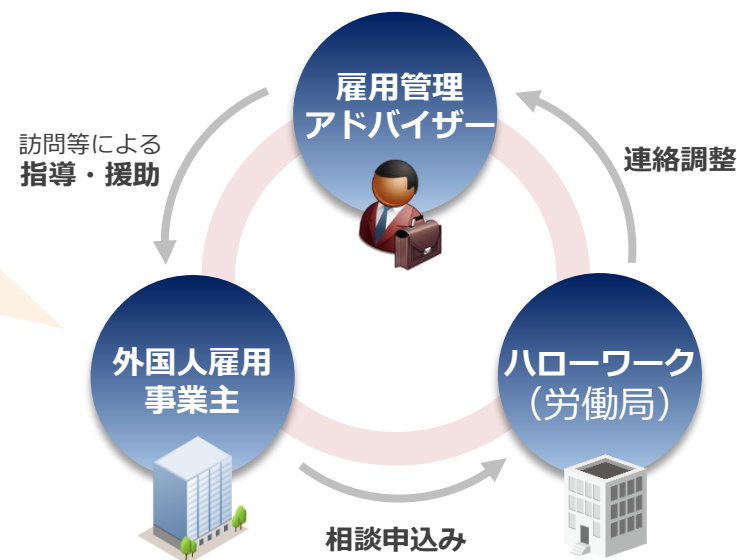 雇用管理
アドバイザー
訪問等による
指導・援助
連絡調整
外国人雇用
事業主
ハローワーク
（労働局）
相談申込み